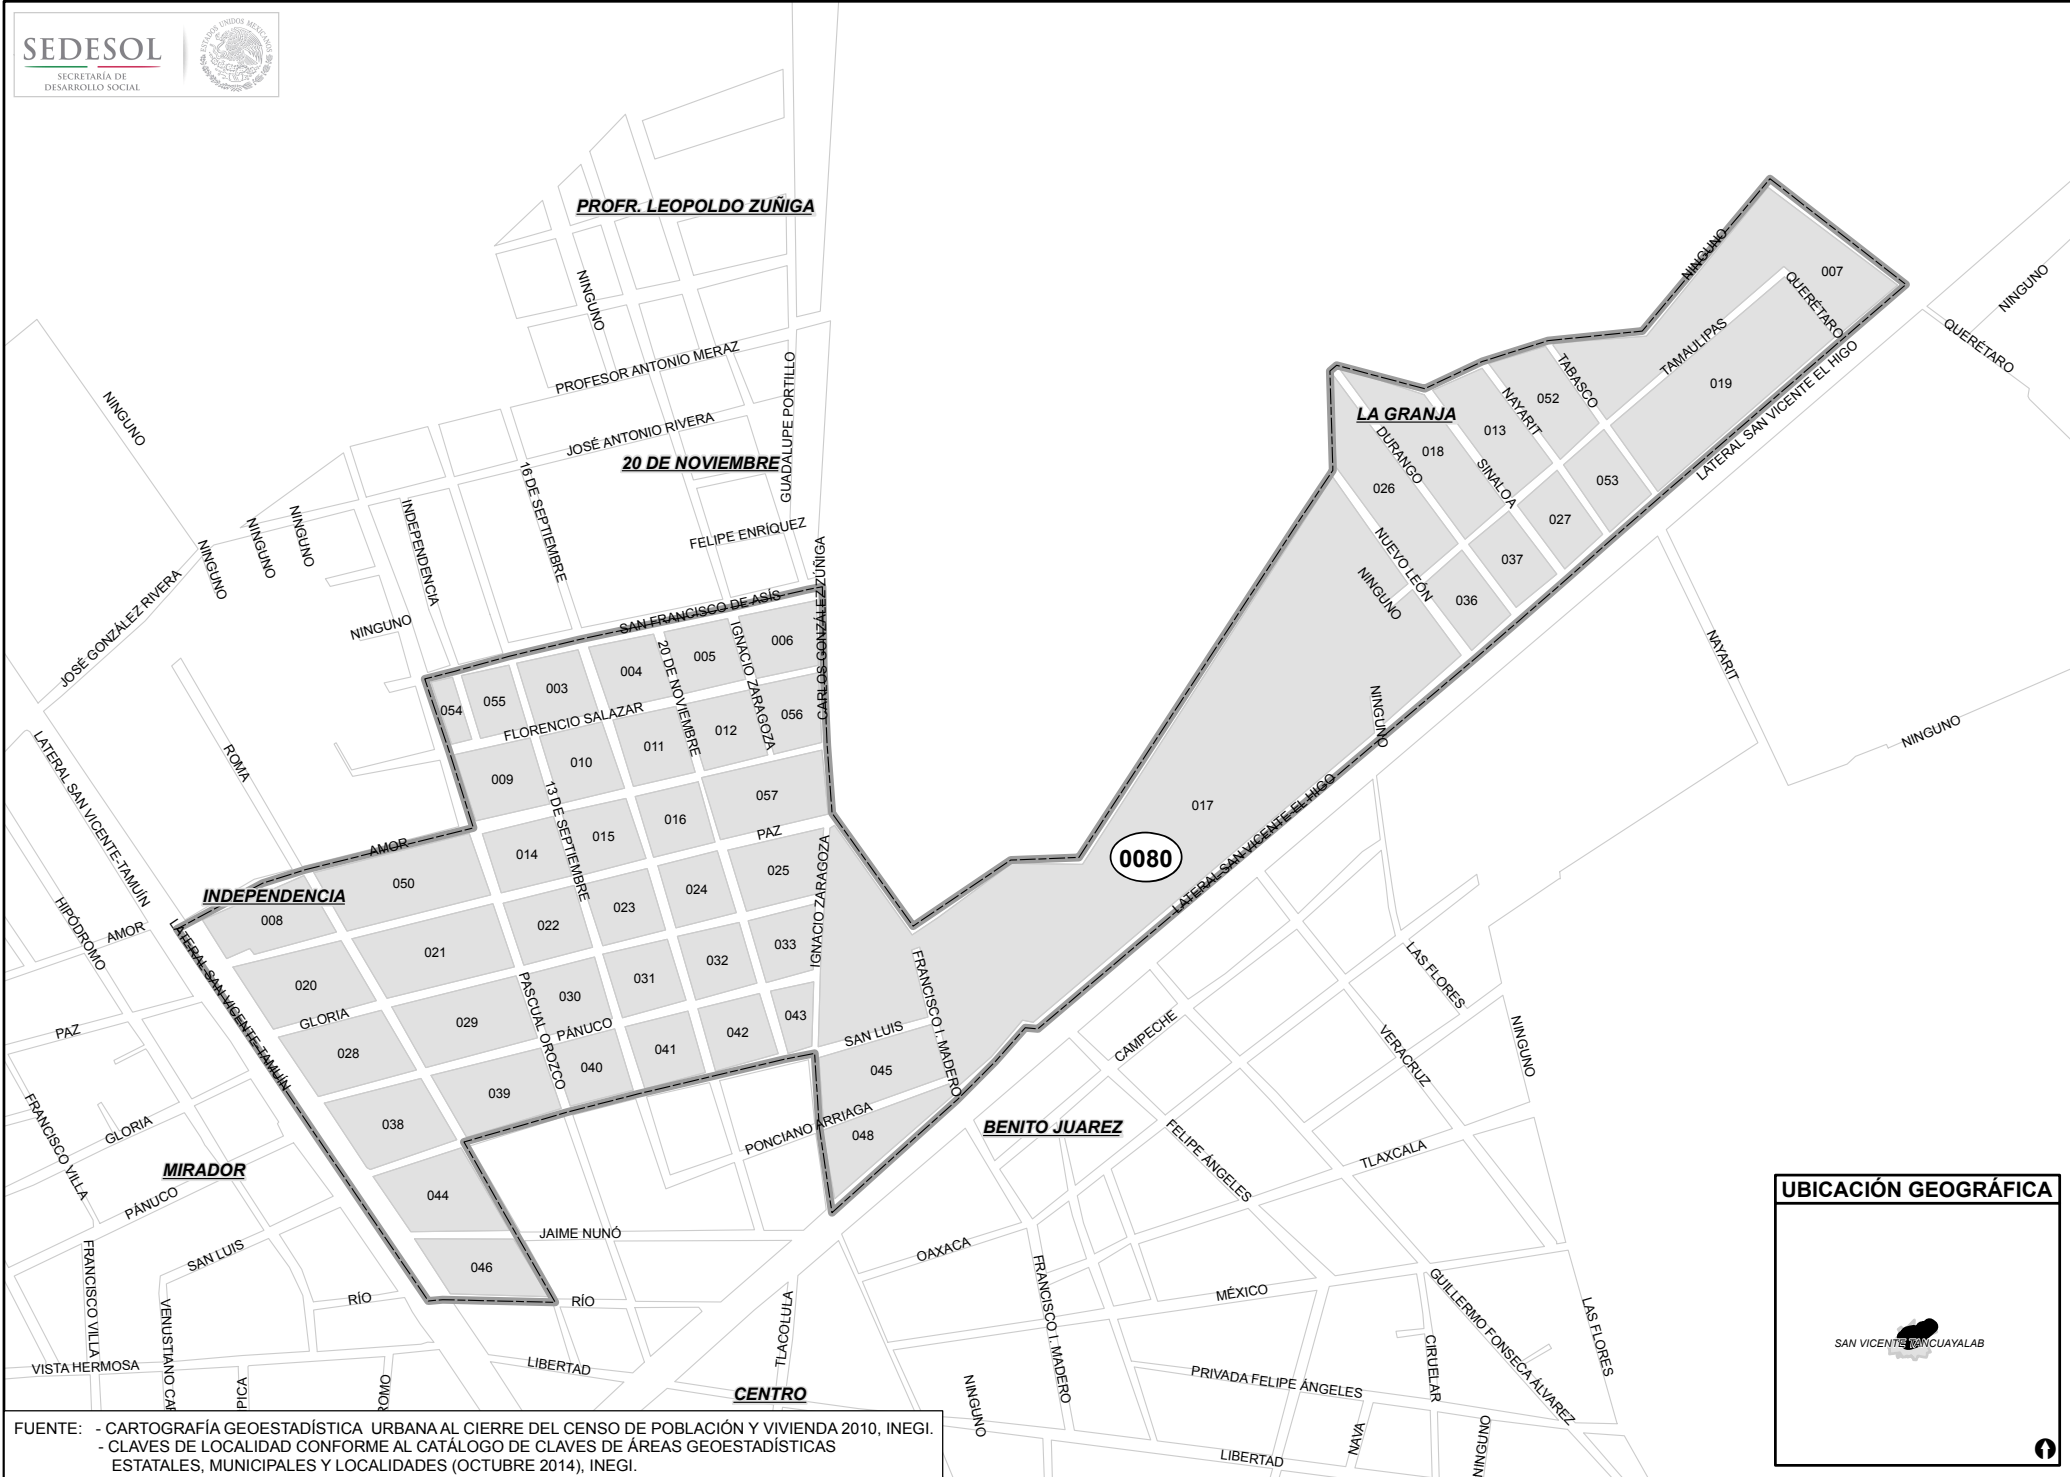 SEDESOL
SECRETARÍA DE
DESARROLLO SOCIAL
ESTADOS UNIDOS MEXICANOS
PROFR. LEOPOLDO ZUÑIGA
NINGUNO
NINGUNO
007
QUERÉTARO
NINGUNO
QUERÉTARO
TAMAULIPAS
PROFESOR ANTONIO MERAZ
GUADALUPE PORTILLO
TABASCO
019
LATERAL SAN VICENTE EL HIGO
NINGUNO
JOSÉ ANTONIO RIVERA
20 DE NOVIEMBRE
LA GRANJA
052
NAYARIT
013
DURANGO
018
SINALOA
026
053
027
037
NUEVO LEÓN
NINGUNO
036
16 DE SEPTIEMBRE
INDEPENDENCIA
NINGUNO
NINGUNO
NINGUNO
FELIPE ENRÍQUEZ
CARLOS GONZÁLEZ ZÚÑIGA
JOSÉ GONZÁLEZ RIVERA
NINGUNO
SAN FRANCISCO DE ASÍS
006
005
004
003
055
054
20 DE NOVIEMBRE
IGNACIO ZARAGOZA
FLORENCIO SALAZAR
056
012
011
010
009
NAYARIT
NINGUNO
NINGUNO
LATERAL SAN VICENTE-TAMUÍN
ROMA
13 DE SEPTIEMBRE
057
016
015
014
PAZ
AMOR
017
0080
LATERAL SAN VICENTE-EL HIGO
050
INDEPENDENCIA
008
025
024
023
022
021
IGNACIO ZARAGOZA
HIPÓDROMO
AMOR
LATERAL SAN VICENTE-TAMUÍN
033
032
031
030
020
GLORIA
PASCUAL OROZCO
PÁNUCO
029
028
043
042
041
040
039
038
FRANCISCO I. MADERO
SAN LUIS
045
PONCIANO ARRIAGA
048
PAZ
FRANCISCO VILLA
GLORIA
MIRADOR
PÁNUCO
SAN LUIS
044
JAIME NUNÓ
046
RÍO
RÍO
LAS FLORES
CAMPECHE
VERACRUZ
NINGUNO
BENITO JUAREZ
FELIPE ÁNGELES
TLAXCALA
OAXACA
FRANCISCO I. MADERO
MÉXICO
GUILLERMO FONSECA ÁLVAREZ
LAS FLORES
CIRUELAR
PRIVADA FELIPE ÁNGELES
FRANCISCO VILLA
VENUSTIANO CAR
VISTA HERMOSA
PICA
ROMO
LIBERTAD
TLACOLULA
CENTRO
NINGUNO
LIBERTAD
NAVA
NINGUNO
UBICACIÓN GEOGRÁFICA
SAN VICENTE TANCUAYALAB
FUENTE: - CARTOGRAFÍA GEOESTADÍSTICA URBANA AL CIERRE DEL CENSO DE POBLACIÓN Y VIVIENDA 2010, INEGI.
- CLAVES DE LOCALIDAD CONFORME AL CATÁLOGO DE CLAVES DE ÁREAS GEOESTADÍSTICAS
ESTATALES, MUNICIPALES Y LOCALIDADES (OCTUBRE 2014), INEGI.